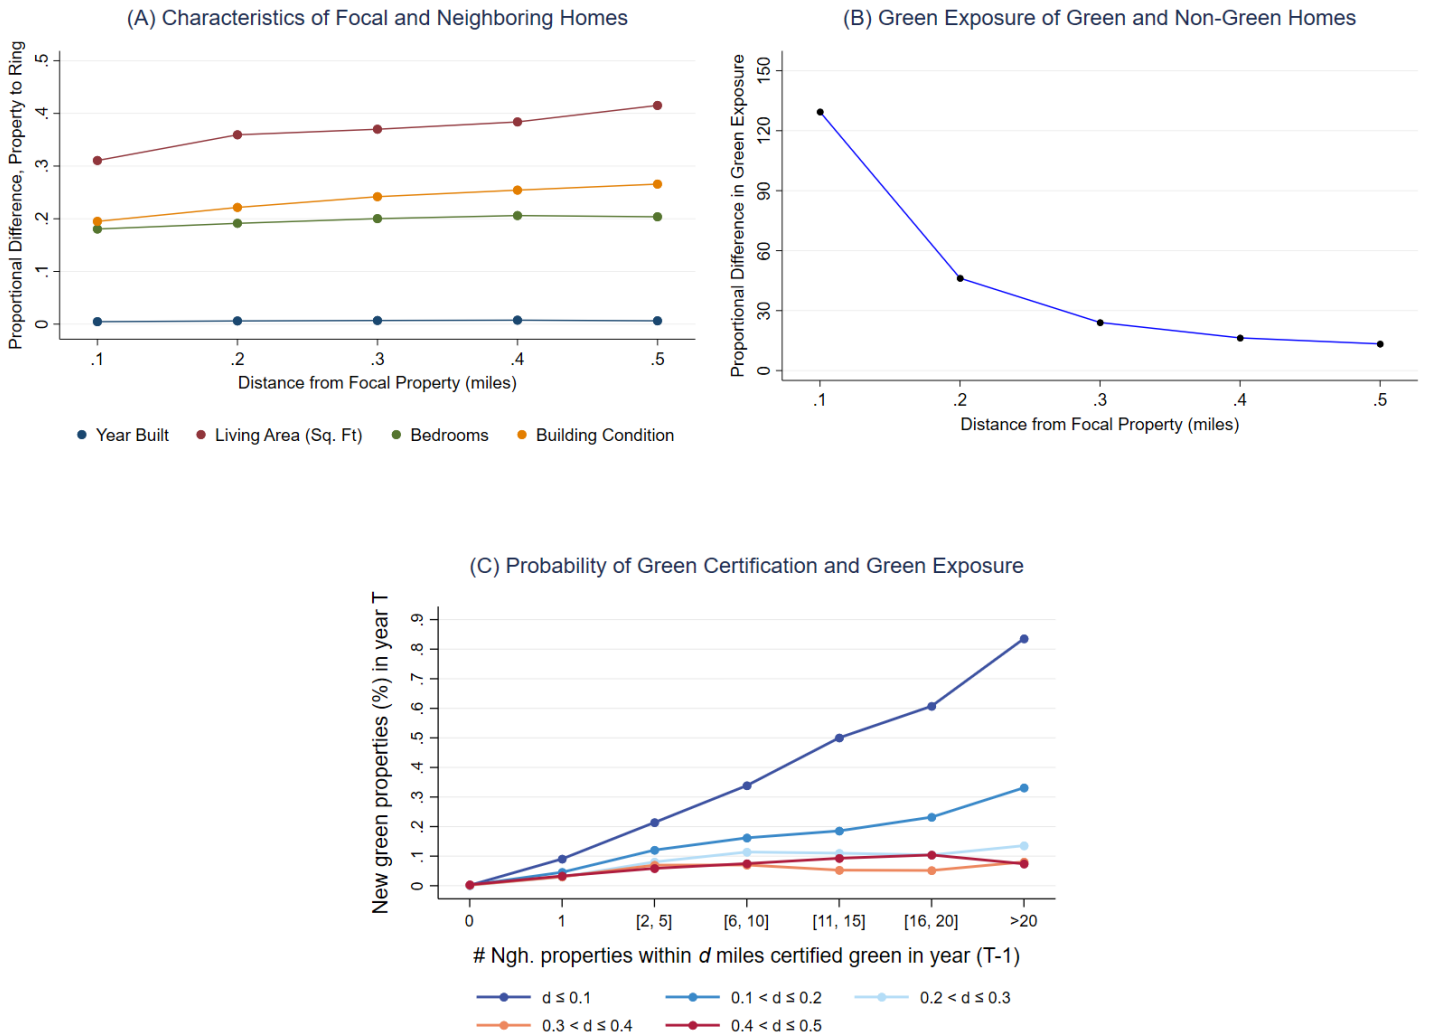 (A) Characteristics of Focal and Neighboring Homes
Proportional Difference, Property to Ring
.5
.4
.3
.2
.1
0
.1 .2 .3 .4 .5
Distance from Focal Property (miles)
Year Built Living Area (Sq. Ft) Bedrooms Building Condition
(B) Green Exposure of Green and Non-Green Homes
Proportional Difference in Green Exposure
150
120
90
60
30
0
.1 .2 .3 .4 .5
Distance from Focal Property (miles)
(C) Probability of Green Certification and Green Exposure
New green properties (%) in year T
.9
.8
.7
.6
.5
.4
.3
.2
.1
0
0 1 [2, 5] [6, 10] [11, 15] [16, 20] >20
# Ngh. properties within d miles certified green in year (T-1)
d ≤ 0.1 0.1 < d ≤ 0.2 0.2 < d ≤ 0.3
0.3 < d ≤ 0.4 0.4 < d ≤ 0.5